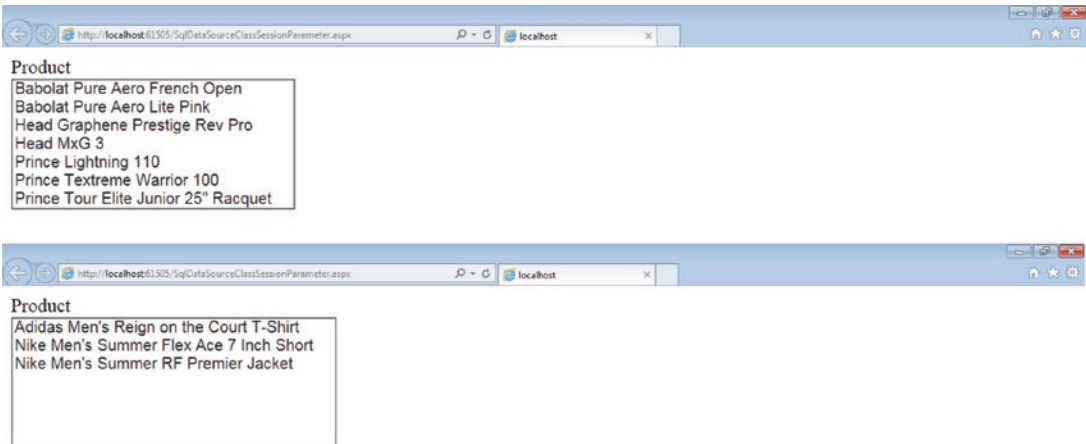 http://localhost:61505/SqlDataSourceClassSessionParameter.aspx
localhost
Product
Babolat Pure Aero French Open
Babolat Pure Aero Lite Pink
Head Graphene Prestige Rev Pro
Head MxG 3
Prince Lightning 110
Prince Textreme Warrior 100
Prince Tour Elite Junior 25" Racquet
http://localhost:61505/SqlDataSourceClassSessionParameter.aspx
localhost
Product
Adidas Men's Reign on the Court T-Shirt
Nike Men's Summer Flex Ace 7 Inch Short
Nike Men's Summer RF Premier Jacket